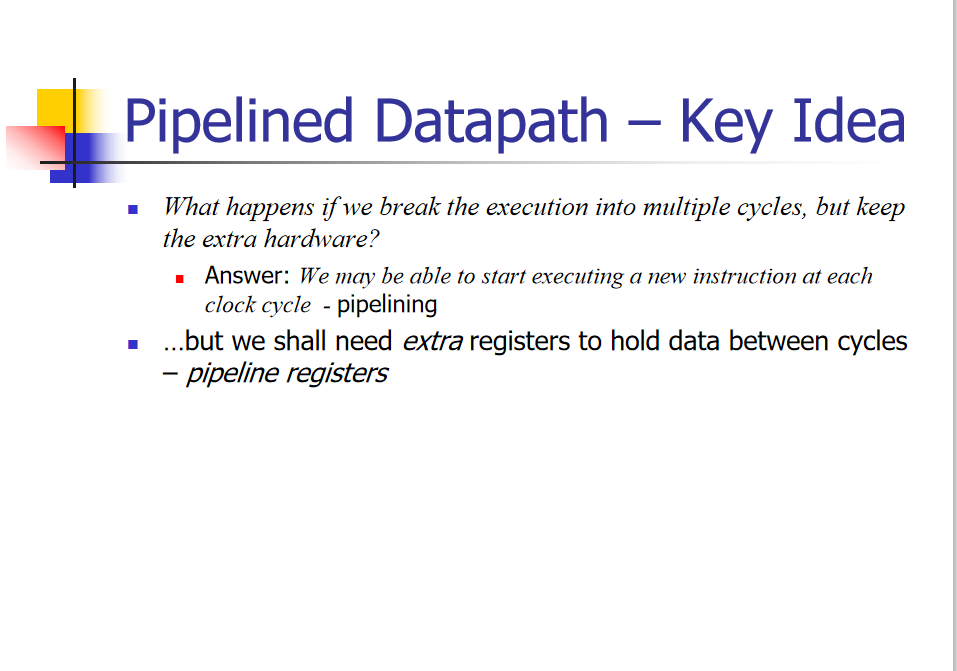 Pipelined Datapath – Key Idea
What happens if we break the execution into multiple cycles, but keep
the extra hardware?
Answer: We may be able to start executing a new instruction at each
clock cycle - pipelining
…but we shall need extra registers to hold data between cycles
– pipeline registers